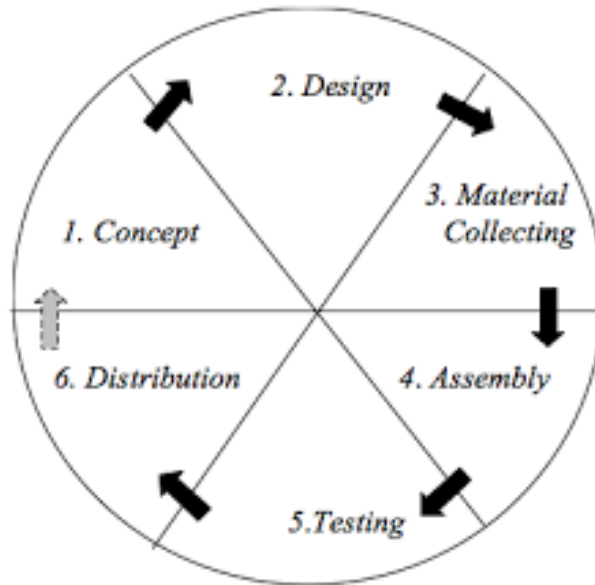 2. Design
3. Material
Collecting
1. Concept
6. Distribution
4. Assembly
5.Testing